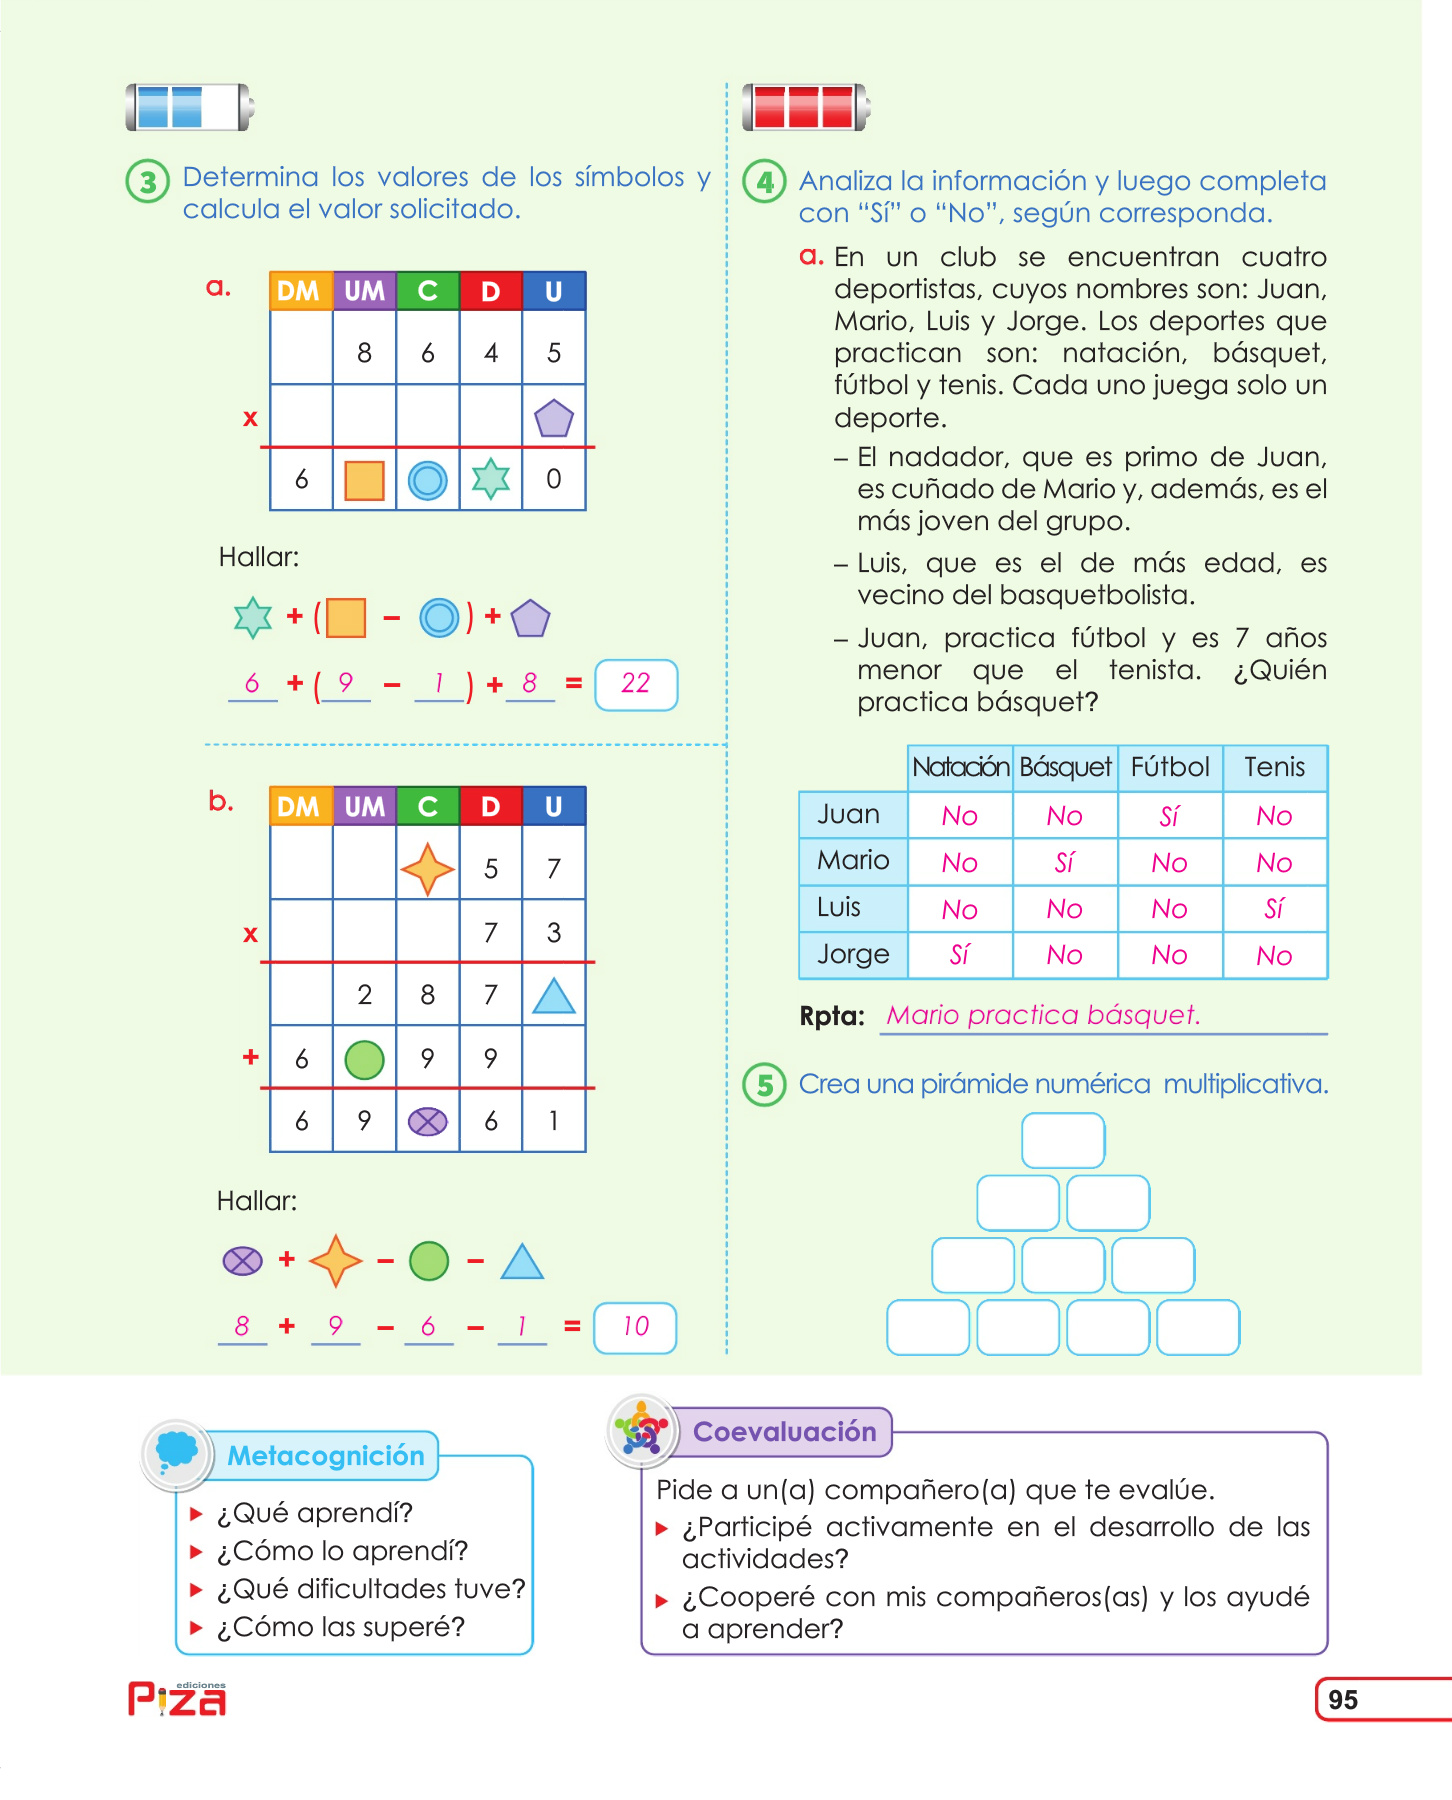 3 Determina los valores de los símbolos y
calcula el valor solicitado.
a.
DM UM C D U
8 6 4 5
x
6 0
Hallar:
+ ( − ) +
6 + ( 9 − 1 ) + 8 = 22
b.
DM UM C D U
5 7
x 7 3
2 8 7
+ 6 9 9
6 9 6 1
Hallar:
+ − −
8 + 9 − 6 − 1 = 10
4 Analiza la información y luego completa
con “Sí” o “No”, según corresponda.
a. En un club se encuentran cuatro
deportistas, cuyos nombres son: Juan,
Mario, Luis y Jorge. Los deportes que
practican son: natación, básquet,
fútbol y tenis. Cada uno juega solo un
deporte.
– El nadador, que es primo de Juan,
es cuñado de Mario y, además, es el
más joven del grupo.
– Luis, que es el de más edad, es
vecino del basquetbolista.
– Juan, practica fútbol y es 7 años
menor que el tenista. ¿Quién
practica básquet?
Natación Básquet Fútbol Tenis
Juan No No Sí No
Mario No Sí No No
Luis No No No Sí
Jorge Sí No No No
Rpta: Mario practica básquet.
5 Crea una pirámide numérica multiplicativa.
Metacognición
¿Qué aprendí?
¿Cómo lo aprendí?
¿Qué dificultades tuve?
¿Cómo las superé?
Coevaluación
Pide a un(a) compañero(a) que te evalúe.
¿Participé activamente en el desarrollo de las
actividades?
¿Cooperé con mis compañeros(as) y los ayudé
a aprender?
ediciones
Piza
95